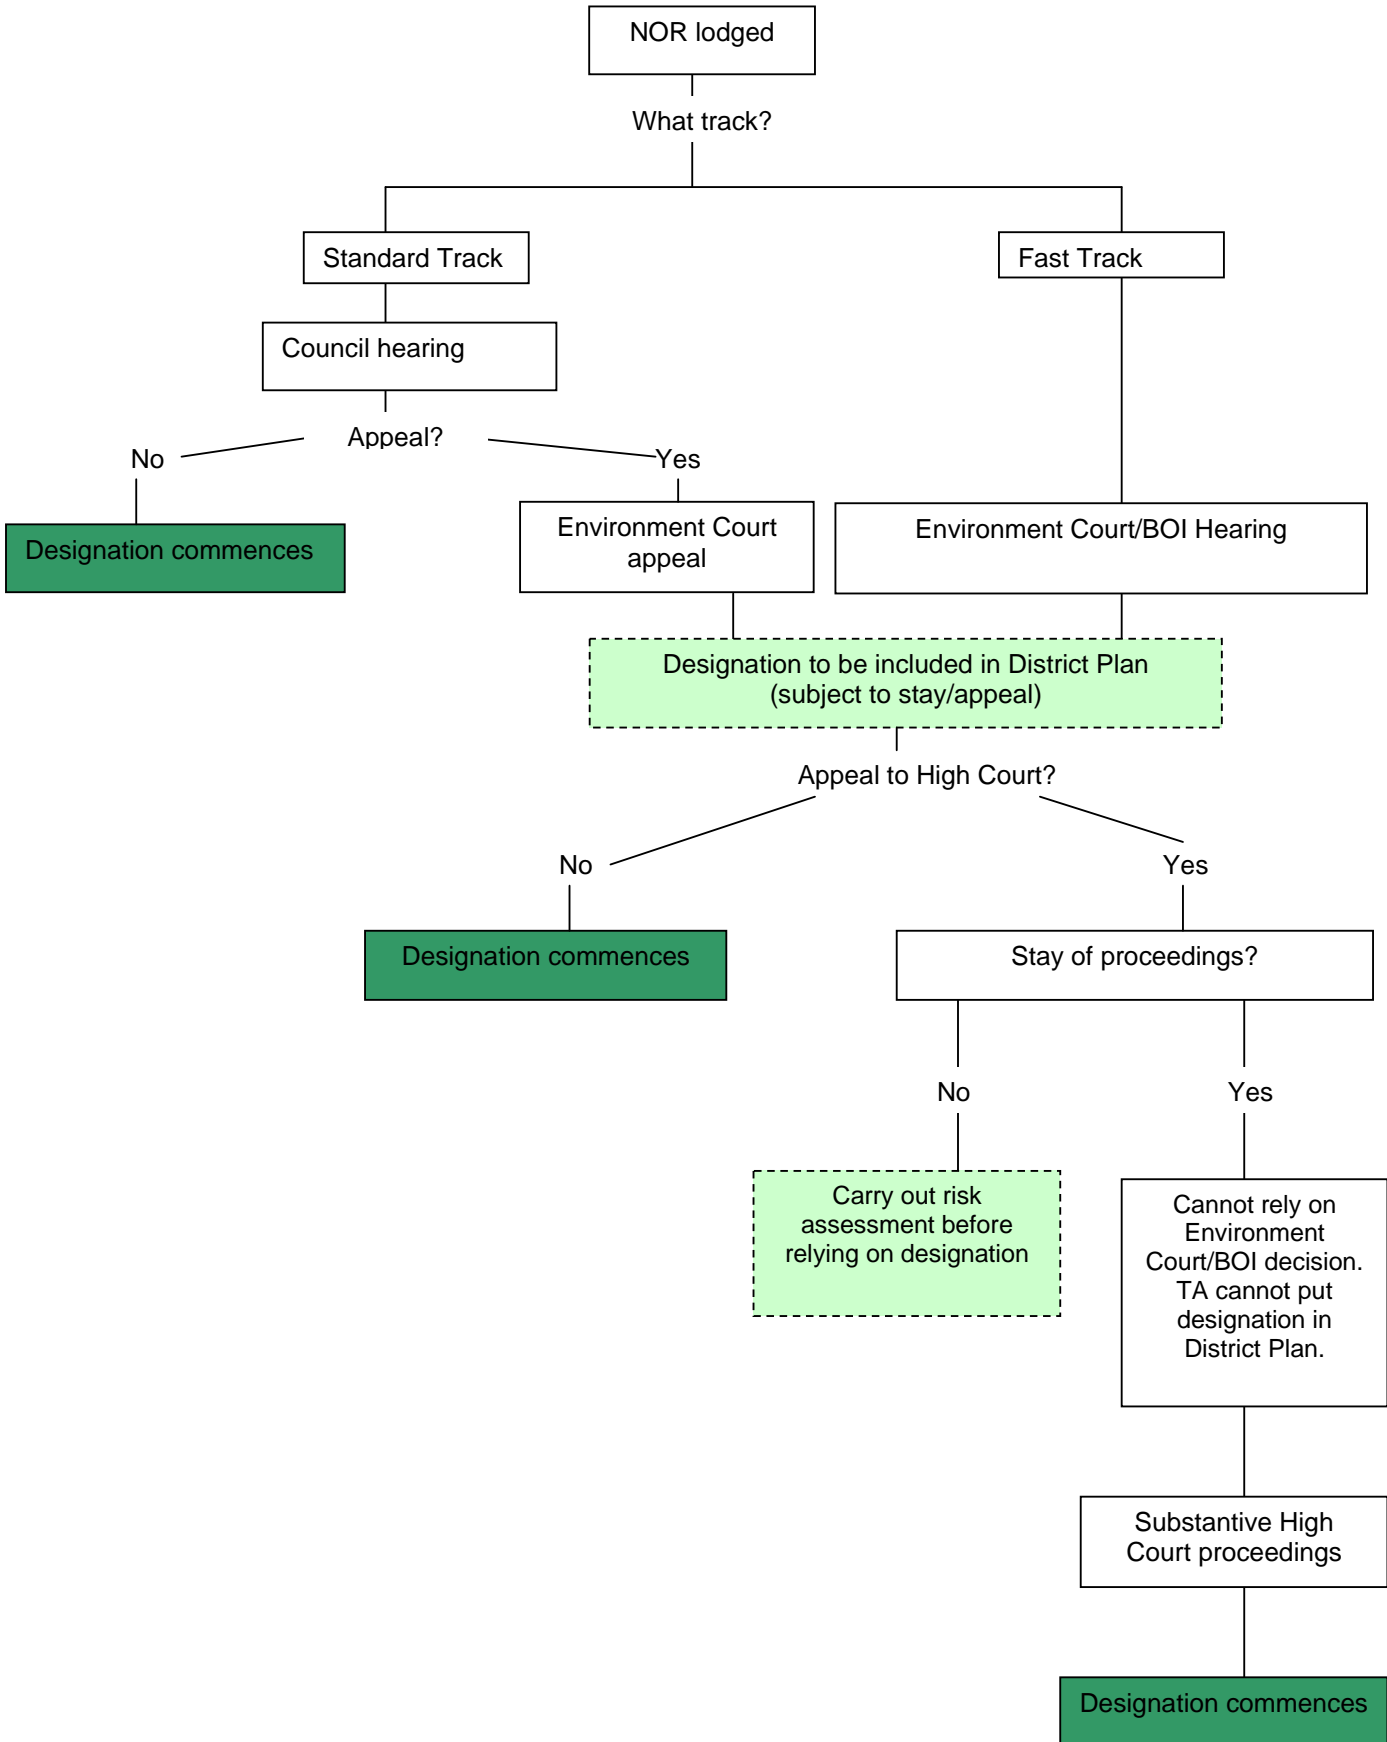 NOR lodged
What track?
Standard Track
Fast Track
Council hearing
Appeal?
No
Yes
Designation commences
Environment Court
appeal
Environment Court/BOI Hearing
Designation to be included in District Plan
(subject to stay/appeal)
Appeal to High Court?
No
Yes
Designation commences
Stay of proceedings?
No
Yes
Carry out risk
assessment before
relying on designation
Cannot rely on
Environment
Court/BOI decision.
TA cannot put
designation in
District Plan.
Substantive High
Court proceedings
Designation commences